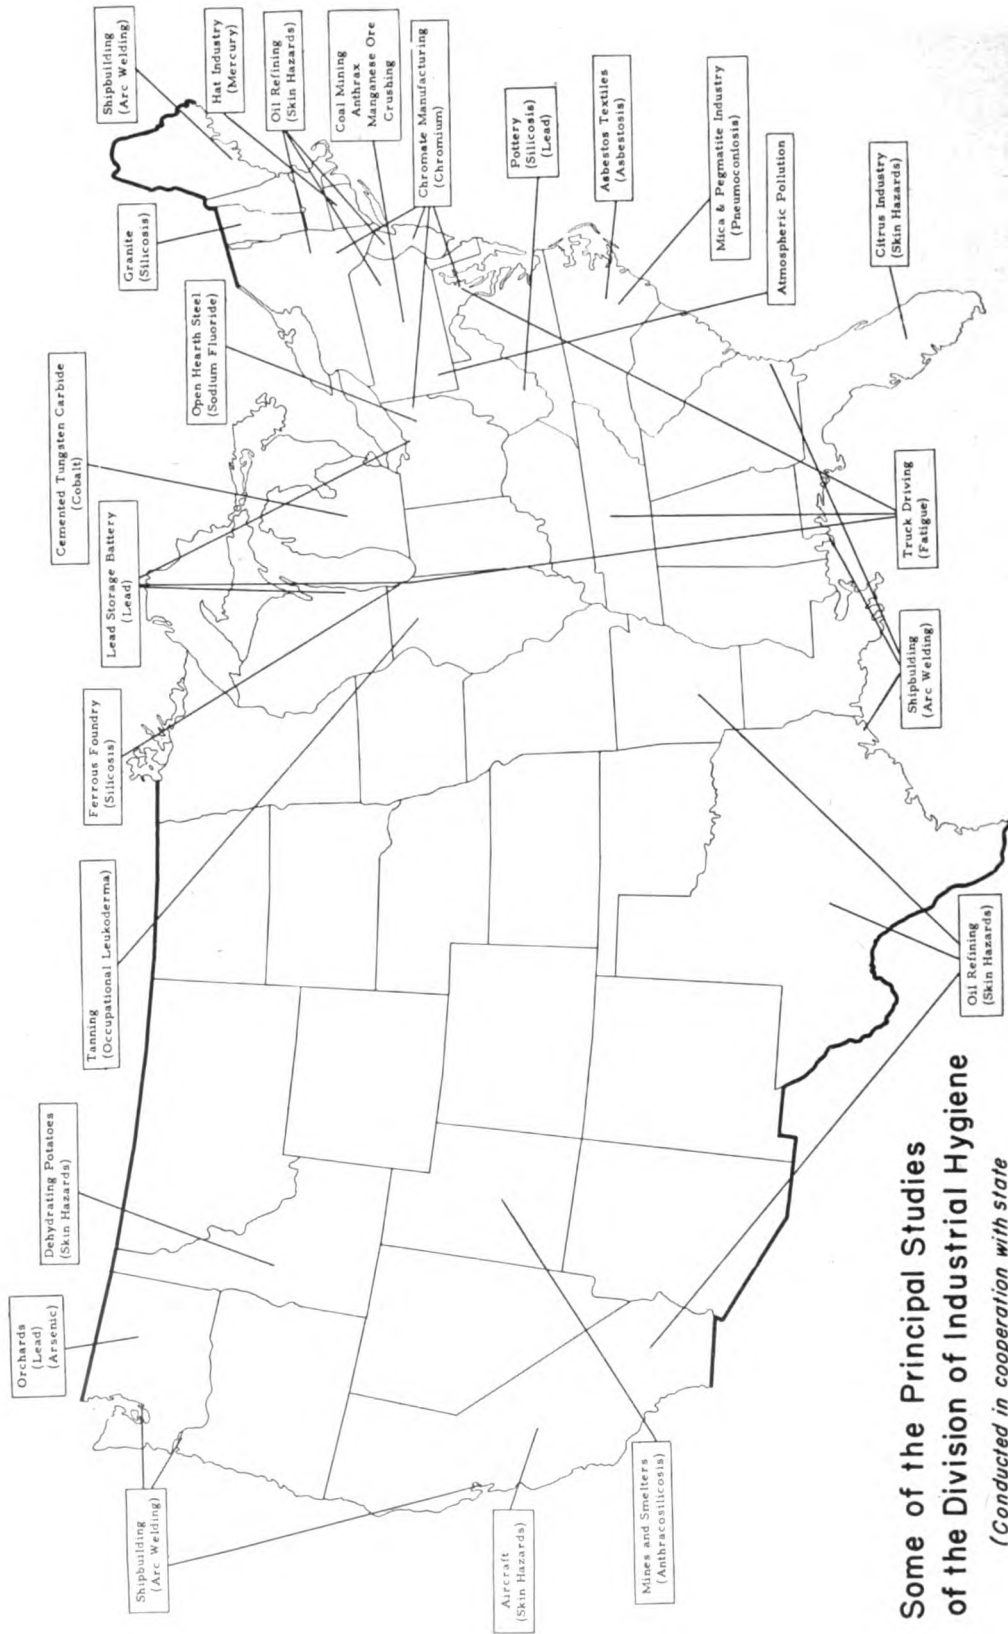 Shipbuilding
(Arc Welding)
Orchards
(Lead)
(Arsenic)
Dehydrating Potatoes
(Skin Hazards)
Tanning
(Occupational Leukoderma)
Ferrous Foundry
(Silicosis)
Lead Storage Battery
(Lead)
Cemented Tungsten Carbide
(Cobalt)
Open Hearth Steel
(Sodium Fluoride)
Granite
(Silicosis)
Shipbuilding
(Arc Welding)
Hat Industry
(Mercury)
Oil Refining
(Skin Hazards)
Coal Mining
Anthrax
Manganese Ore
Crushing
Chromate Manufacturing
(Chromium)
Pottery
(Silicosis)
(Lead)
Asbestos Textiles
(Asbestosis)
Mica & Pegmatite Industry
(Pneumoconiosis)
Atmospheric Pollution
Citrus Industry
(Skin Hazards)
Truck Driving
(Fatigue)
Shipbulding
(Arc Welding)
Oil Refining
(Skin Hazards)
Mines and Smelters
(Anthracosilicosis)
Aircraft
(Skin Hazards)
Some of the Principal Studies
of the Division of Industrial Hygiene
(Conducted in cooperation with state